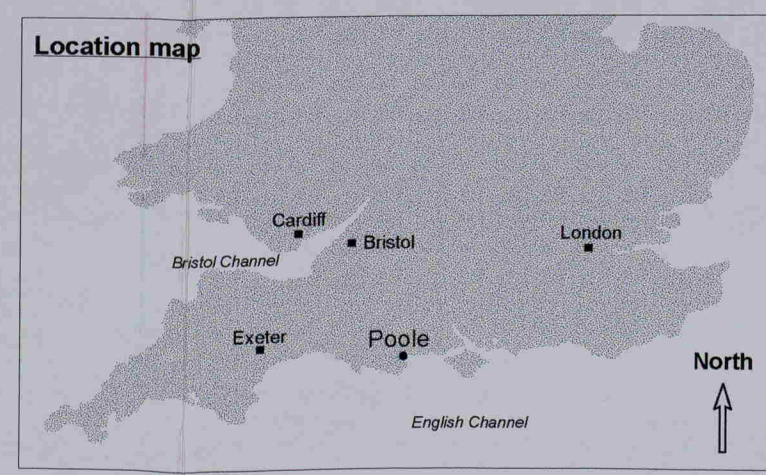 Location map
Cardiff
Bristol
London
Bristol Channel
Exeter
Poole
North
English Channel